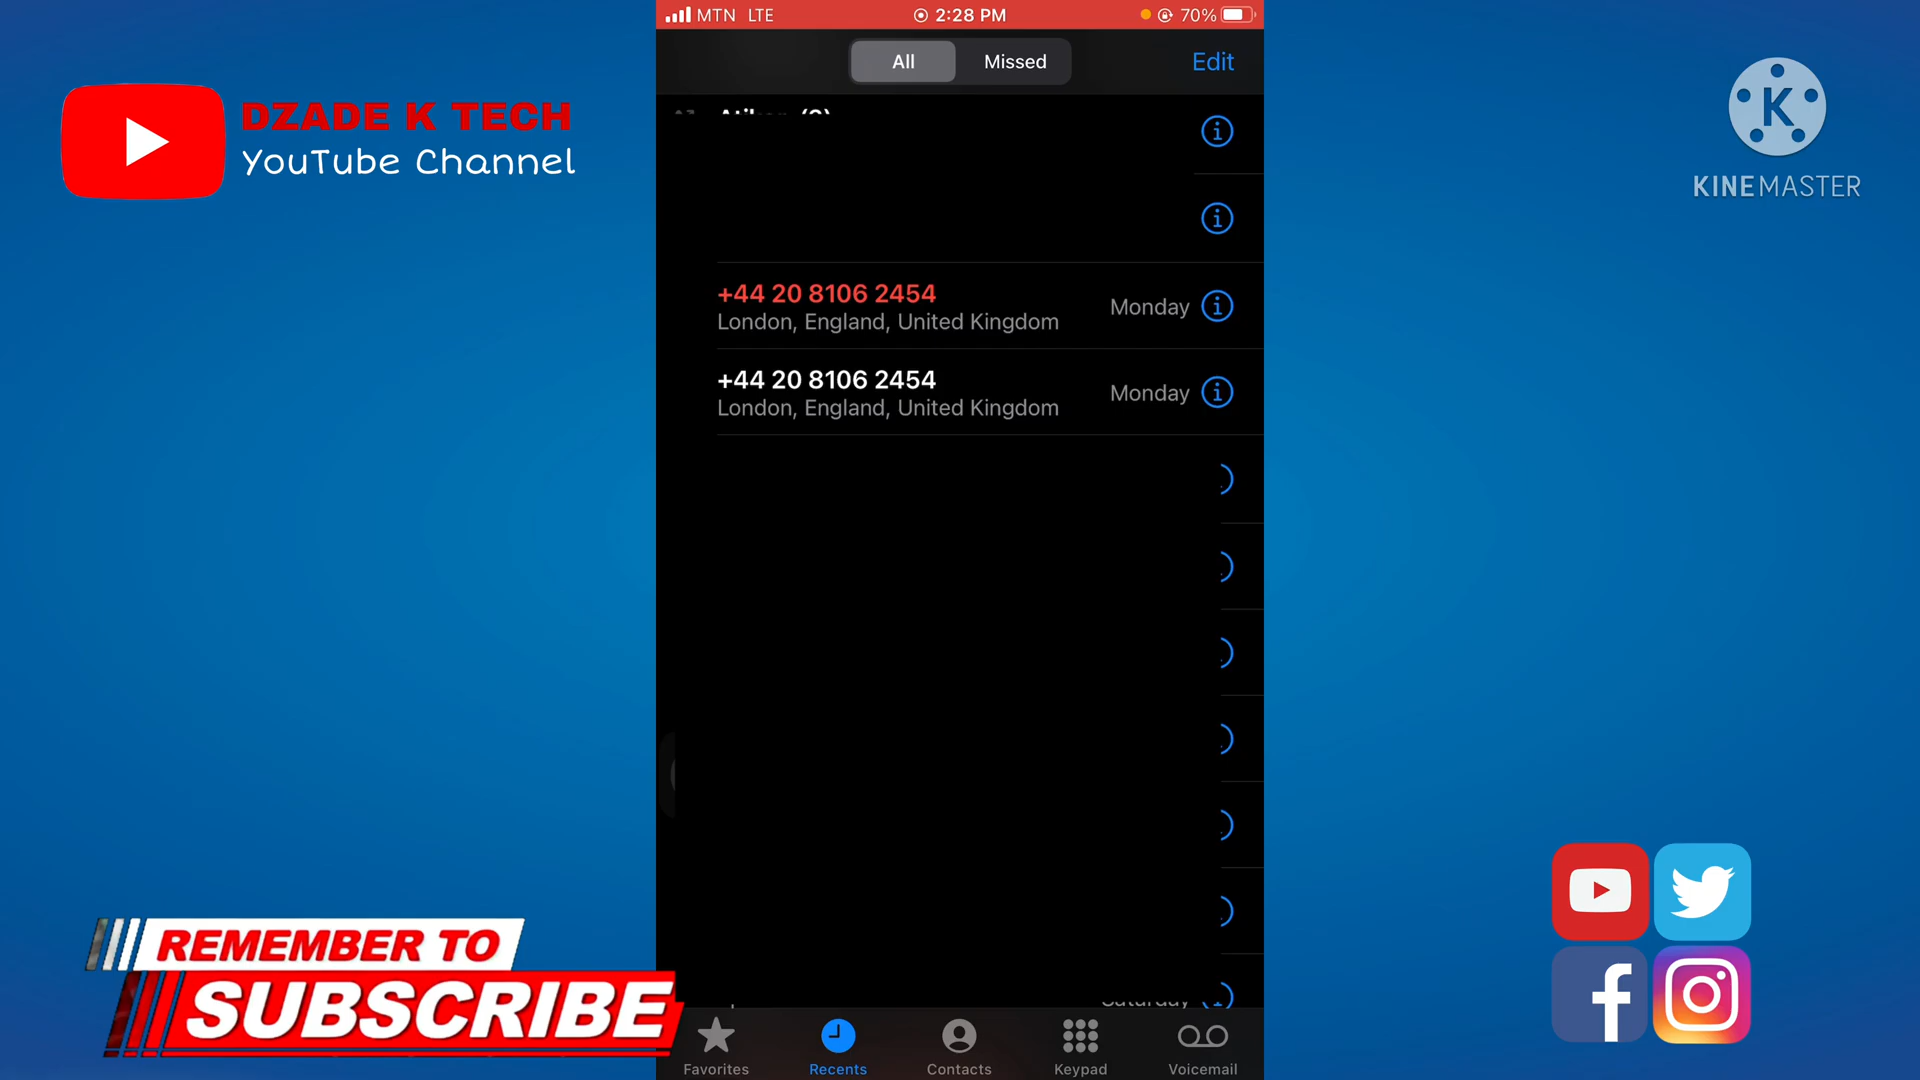 MTN LTE 2:28 PM 70%
All Missed Edit
DZADE K TECH
YouTube Channel
K
KINEMASTER
+44 20 8106 2454
London, England, United Kingdom
Monday
+44 20 8106 2454
London, England, United Kingdom
Monday
Saturday
REMEMBER TO
SUBSCRIBE
Favorites Recents Contacts Keypad Voicemail